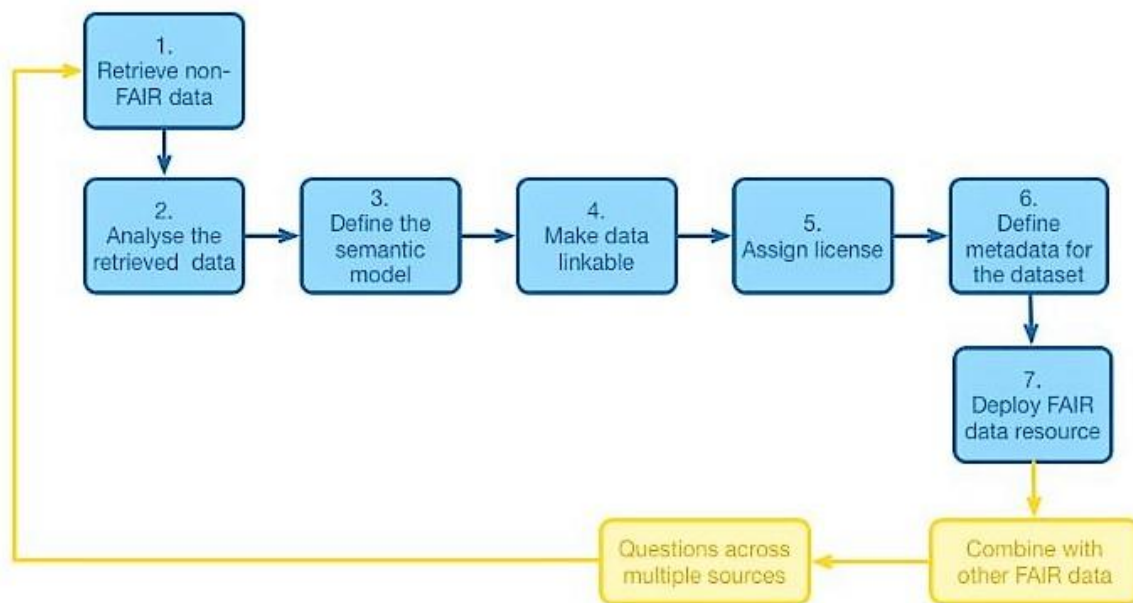 1.
Retrieve non-
FAIR data
2.
Analyse the
retrieved data
3.
Define the
semantic
model
4.
Make data
linkable
5.
Assign license
6.
Define
metadata for
the dataset
7.
Deploy FAIR
data resource
Combine with
other FAIR data
Questions across
multiple sources